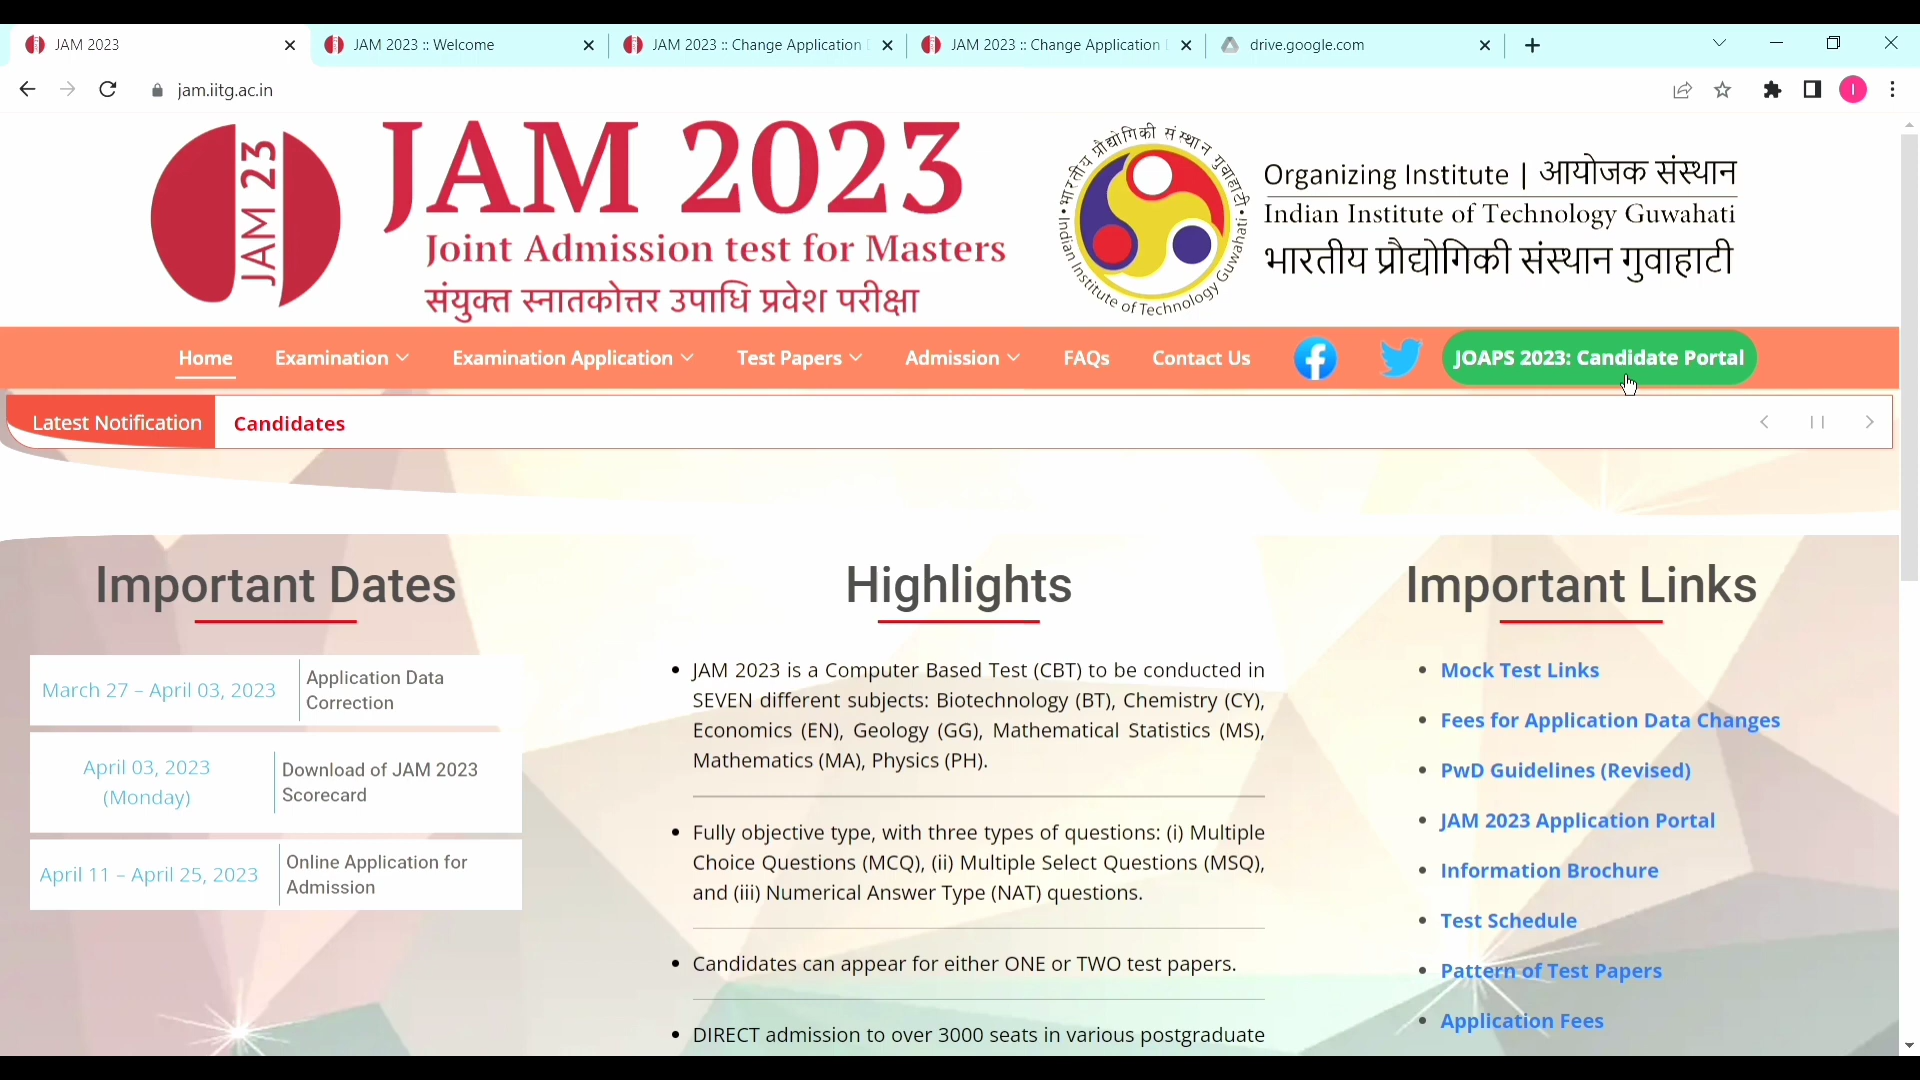 JAM 2023
JAM 2023 :: Welcome
JAM 2023 :: Change Application
JAM 2023 :: Change Application
drive.google.com
jam.iitg.ac.in
I
JAM 23
JAM 2023
Joint Admission test for Masters
संयुक्त स्नातकोत्तर उपाधि प्रवेश परीक्षा
भारतीय प्रौद्योगिकी संस्थान गुवाहाटी
Indian Institute of Technology Guwahati
Organizing Institute | आयोजक संस्थान
Indian Institute of Technology Guwahati
भारतीय प्रौद्योगिकी संस्थान गुवाहाटी
Home Examination Examination Application Test Papers Admission FAQs Contact Us JOAPS 2023: Candidate Portal
Latest Notification Candidates
Important Dates
March 27 – April 03, 2023
Application Data
Correction
April 03, 2023
(Monday)
Download of JAM 2023
Scorecard
April 11 – April 25, 2023
Online Application for
Admission
Highlights
• JAM 2023 is a Computer Based Test (CBT) to be conducted in
SEVEN different subjects: Biotechnology (BT), Chemistry (CY),
Economics (EN), Geology (GG), Mathematical Statistics (MS),
Mathematics (MA), Physics (PH).
• Fully objective type, with three types of questions: (i) Multiple
Choice Questions (MCQ), (ii) Multiple Select Questions (MSQ),
and (iii) Numerical Answer Type (NAT) questions.
• Candidates can appear for either ONE or TWO test papers.
• DIRECT admission to over 3000 seats in various postgraduate
Important Links
• Mock Test Links
• Fees for Application Data Changes
• PwD Guidelines (Revised)
• JAM 2023 Application Portal
• Information Brochure
• Test Schedule
• Pattern of Test Papers
• Application Fees